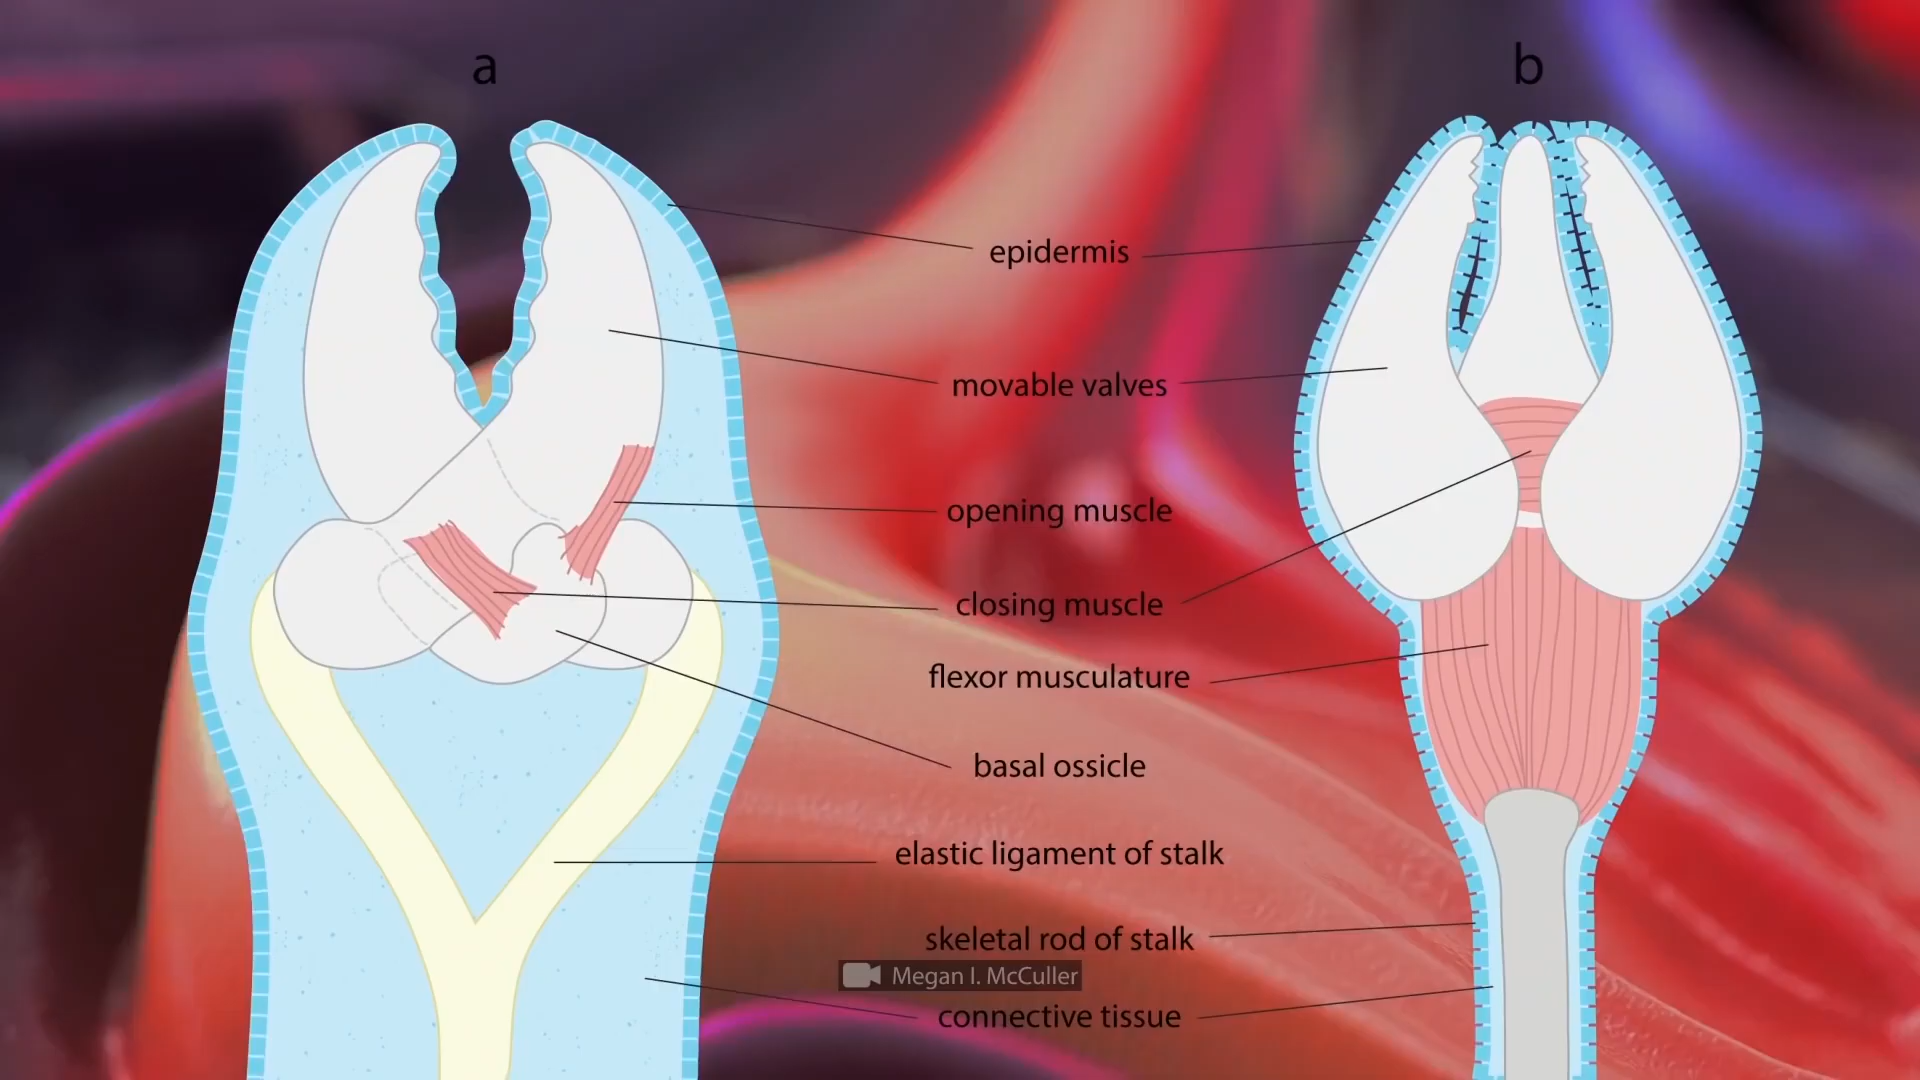 a
b
epidermis
movable valves
opening muscle
closing muscle
flexor musculature
basal ossicle
elastic ligament of stalk
skeletal rod of stalk
Megan I. McCuller
connective tissue